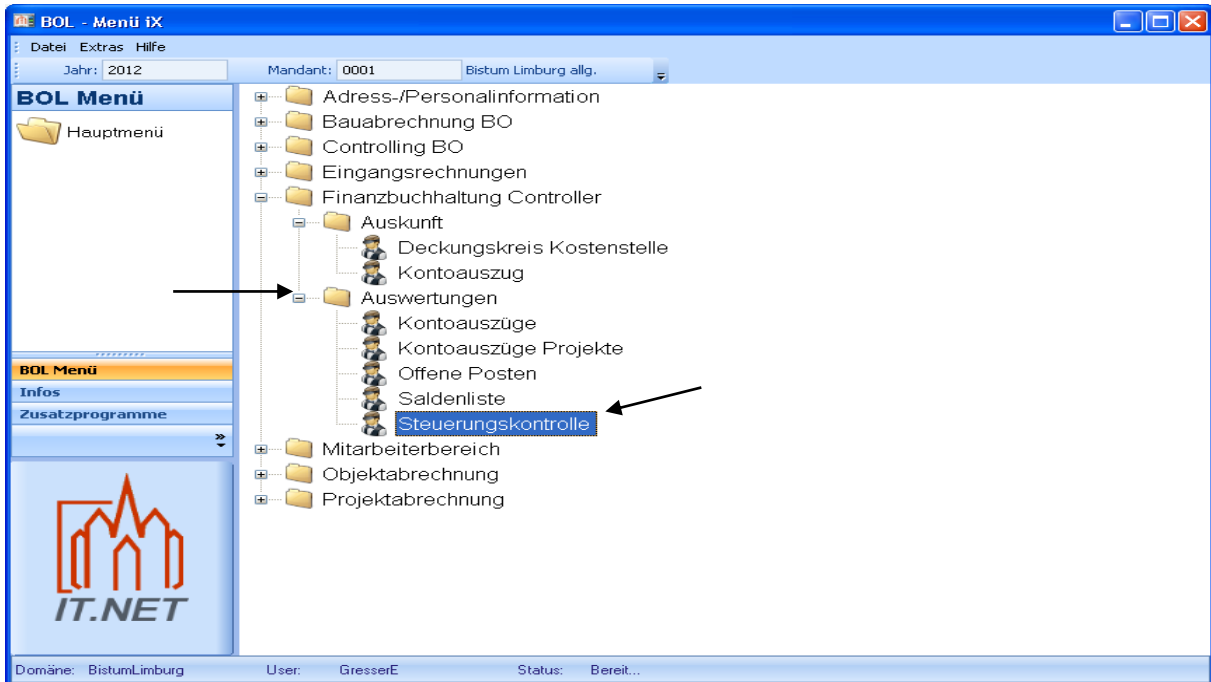 BOL - Menü iX
Datei Extras Hilfe
Jahr: 2012 Mandant: 0001 Bistum Limburg allg.
BOL Menü
Hauptmenü
BOL Menü
Infos
Zusatzprogramme
IT.NET
Adress-/Personalinformation
Bauabrechnung BO
Controlling BO
Eingangsrechnungen
Finanzbuchhaltung Controller
Auskunft
Deckungskreis Kostenstelle
Kontoauszug
Auswertungen
Kontoauszüge
Kontoauszüge Projekte
Offene Posten
Saldenliste
Steuerungskontrolle
Mitarbeiterbereich
Objektabrechnung
Projektabrechnung
Domäne: BistumLimburg User: GresserE Status: Bereit...